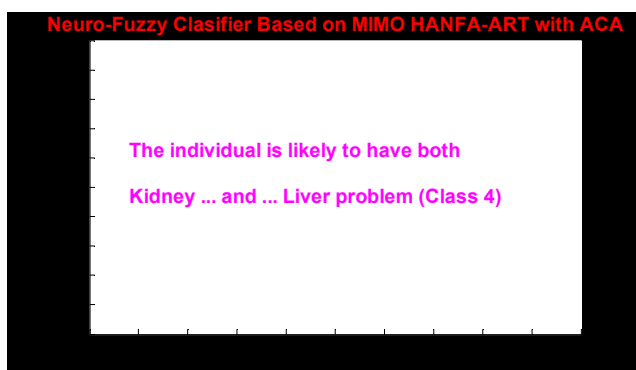 Neuro-Fuzzy Clasifier Based on MIMO HANFA-ART with ACA
The individual is likely to have both
Kidney ... and ... Liver problem (Class 4)